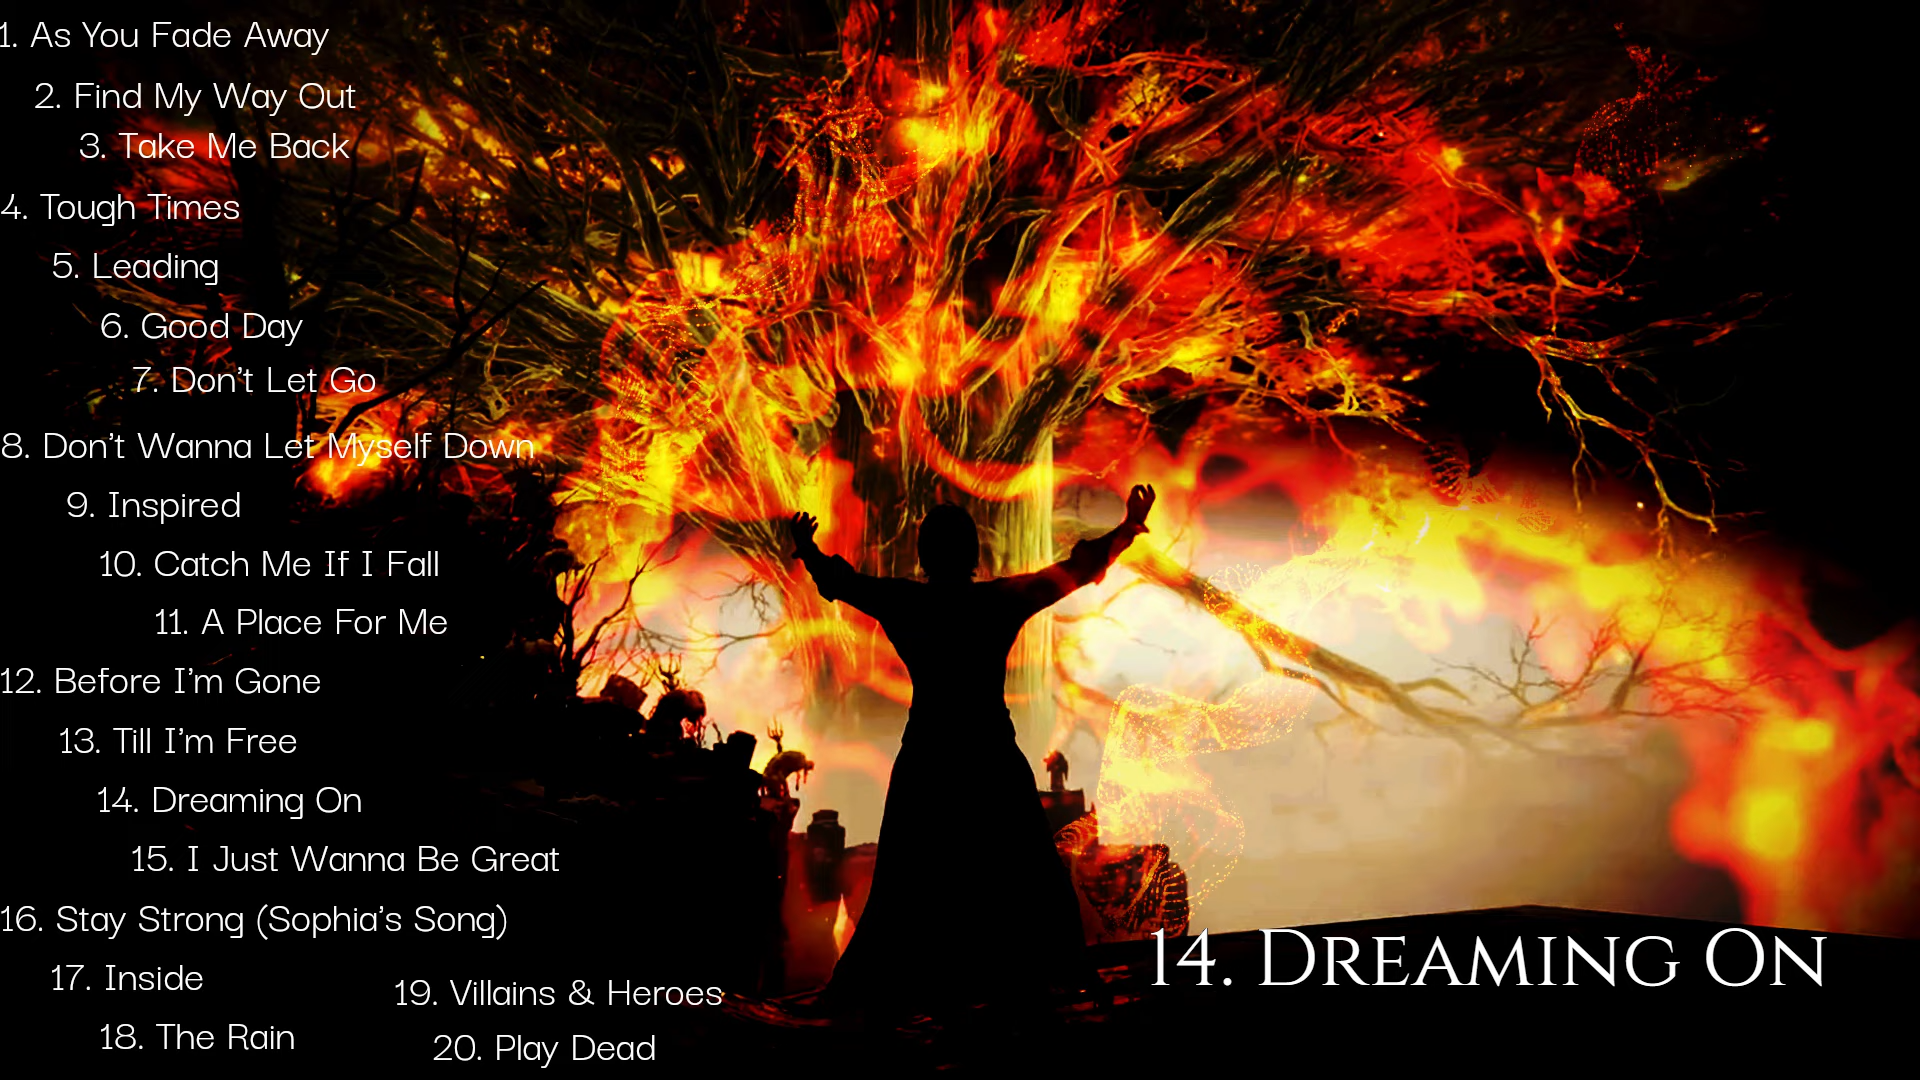 1. As You Fade Away
2. Find My Way Out
3. Take Me Back
4. Tough Times
5. Leading
6. Good Day
7. Don't Let Go
8. Don't Wanna Let Myself Down
9. Inspired
10. Catch Me If I Fall
11. A Place For Me
12. Before I'm Gone
13. Till I'm Free
14. Dreaming On
15. I Just Wanna Be Great
16. Stay Strong (Sophia's Song)
17. Inside
18. The Rain
19. Villains & Heroes
20. Play Dead
14. Dreaming On